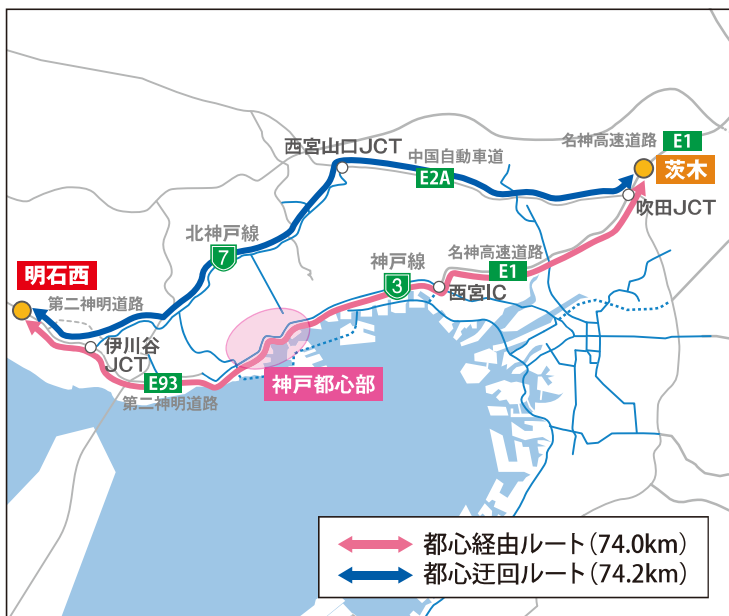 名神高速道路
E1
茨木
吹田JCT
西宮山口JCT
中国自動車道
E2A
北神戸線
7
神戸線
3
名神高速道路
E1
西宮IC
明石西
第二神明道路
伊川谷
JCT
E93
第二神明道路
神戸都心部
都心経由ルート(74.0km)
都心迂回ルート(74.2km)